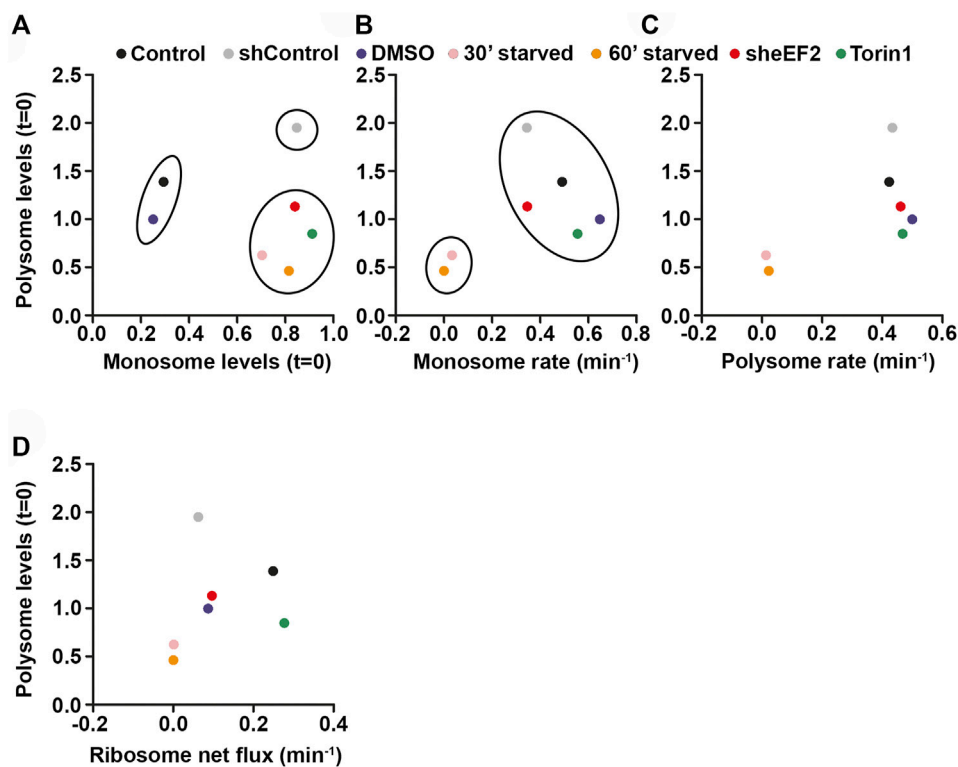 A
B
C
Control shControl DMSO 30’ starved 60’ starved sheEF2 Torin1
Polysome levels (t=0)
2.5
2.0
1.5
1.0
0.5
0.0
0.0 0.2 0.4 0.6 0.8 1.0
Monosome levels (t=0)
Polysome levels (t=0)
2.5
2.0
1.5
1.0
0.5
0.0
-0.2 0.0 0.2 0.4 0.6 0.8
Monosome rate (min-1)
Polysome levels (t=0)
2.5
2.0
1.5
1.0
0.5
0.0
-0.2 0.0 0.2 0.4 0.6
Polysome rate (min-1)
D
Polysome levels (t=0)
2.5
2.0
1.5
1.0
0.5
0.0
-0.2 0.0 0.2 0.4
Ribosome net flux (min-1)